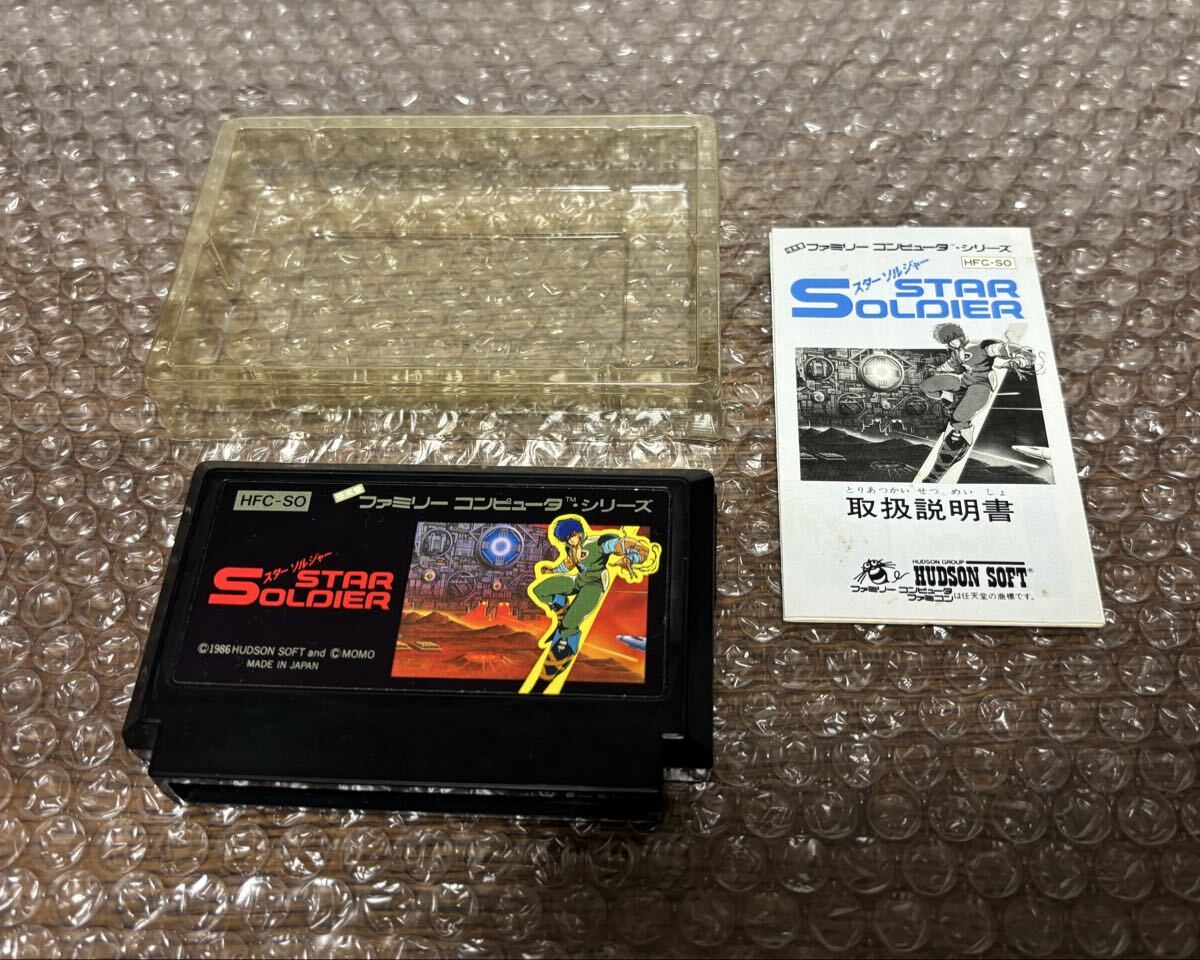 HFC-SO
ファミリー コンピュータ™・シリーズ
スター ソルジャー
STAR
SOLDIER
©1986 HUDSON SOFT and ©MOMO
MADE IN JAPAN
ファミリー コンピュータ™・シリーズ
HFC-SO
スター ソルジャー
STAR
SOLDIER
とりあつかい せつ めい しょ
取扱説明書
HUDSON GROUP
HUDSON SOFT®
ファミリー コンピュータ
ファミコンは任天堂の商標です。